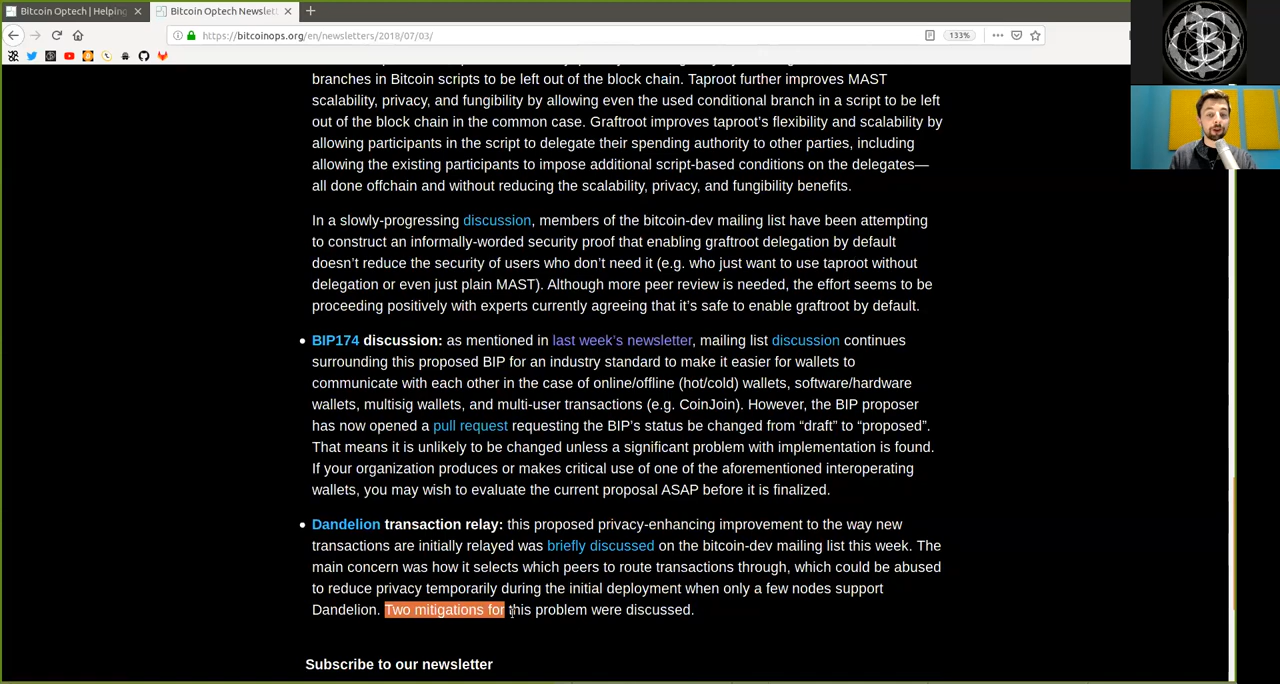 Bitcoin Optech | Helping
Bitcoin Optech Newslett
https://bitcoinops.org/en/newsletters/2018/07/03/
133%
branches in Bitcoin scripts to be left out of the block chain. Taproot further improves MAST
scalability, privacy, and fungibility by allowing even the used conditional branch in a script to be left
out of the block chain in the common case. Graftroot improves taproot's flexibility and scalability by
allowing participants in the script to delegate their spending authority to other parties, including
allowing the existing participants to impose additional script-based conditions on the delegates—
all done offchain and without reducing the scalability, privacy, and fungibility benefits.
In a slowly-progressing discussion, members of the bitcoin-dev mailing list have been attempting
to construct an informally-worded security proof that enabling graftroot delegation by default
doesn't reduce the security of users who don't need it (e.g. who just want to use taproot without
delegation or even just plain MAST). Although more peer review is needed, the effort seems to be
proceeding positively with experts currently agreeing that it's safe to enable graftroot by default.
BIP174 discussion: as mentioned in last week's newsletter, mailing list discussion continues
surrounding this proposed BIP for an industry standard to make it easier for wallets to
communicate with each other in the case of online/offline (hot/cold) wallets, software/hardware
wallets, multisig wallets, and multi-user transactions (e.g. CoinJoin). However, the BIP proposer
has now opened a pull request requesting the BIP's status be changed from “draft” to “proposed”.
That means it is unlikely to be changed unless a significant problem with implementation is found.
If your organization produces or makes critical use of one of the aforementioned interoperating
wallets, you may wish to evaluate the current proposal ASAP before it is finalized.
Dandelion transaction relay: this proposed privacy-enhancing improvement to the way new
transactions are initially relayed was briefly discussed on the bitcoin-dev mailing list this week. The
main concern was how it selects which peers to route transactions through, which could be abused
to reduce privacy temporarily during the initial deployment when only a few nodes support
Dandelion. Two mitigations for this problem were discussed.
Subscribe to our newsletter